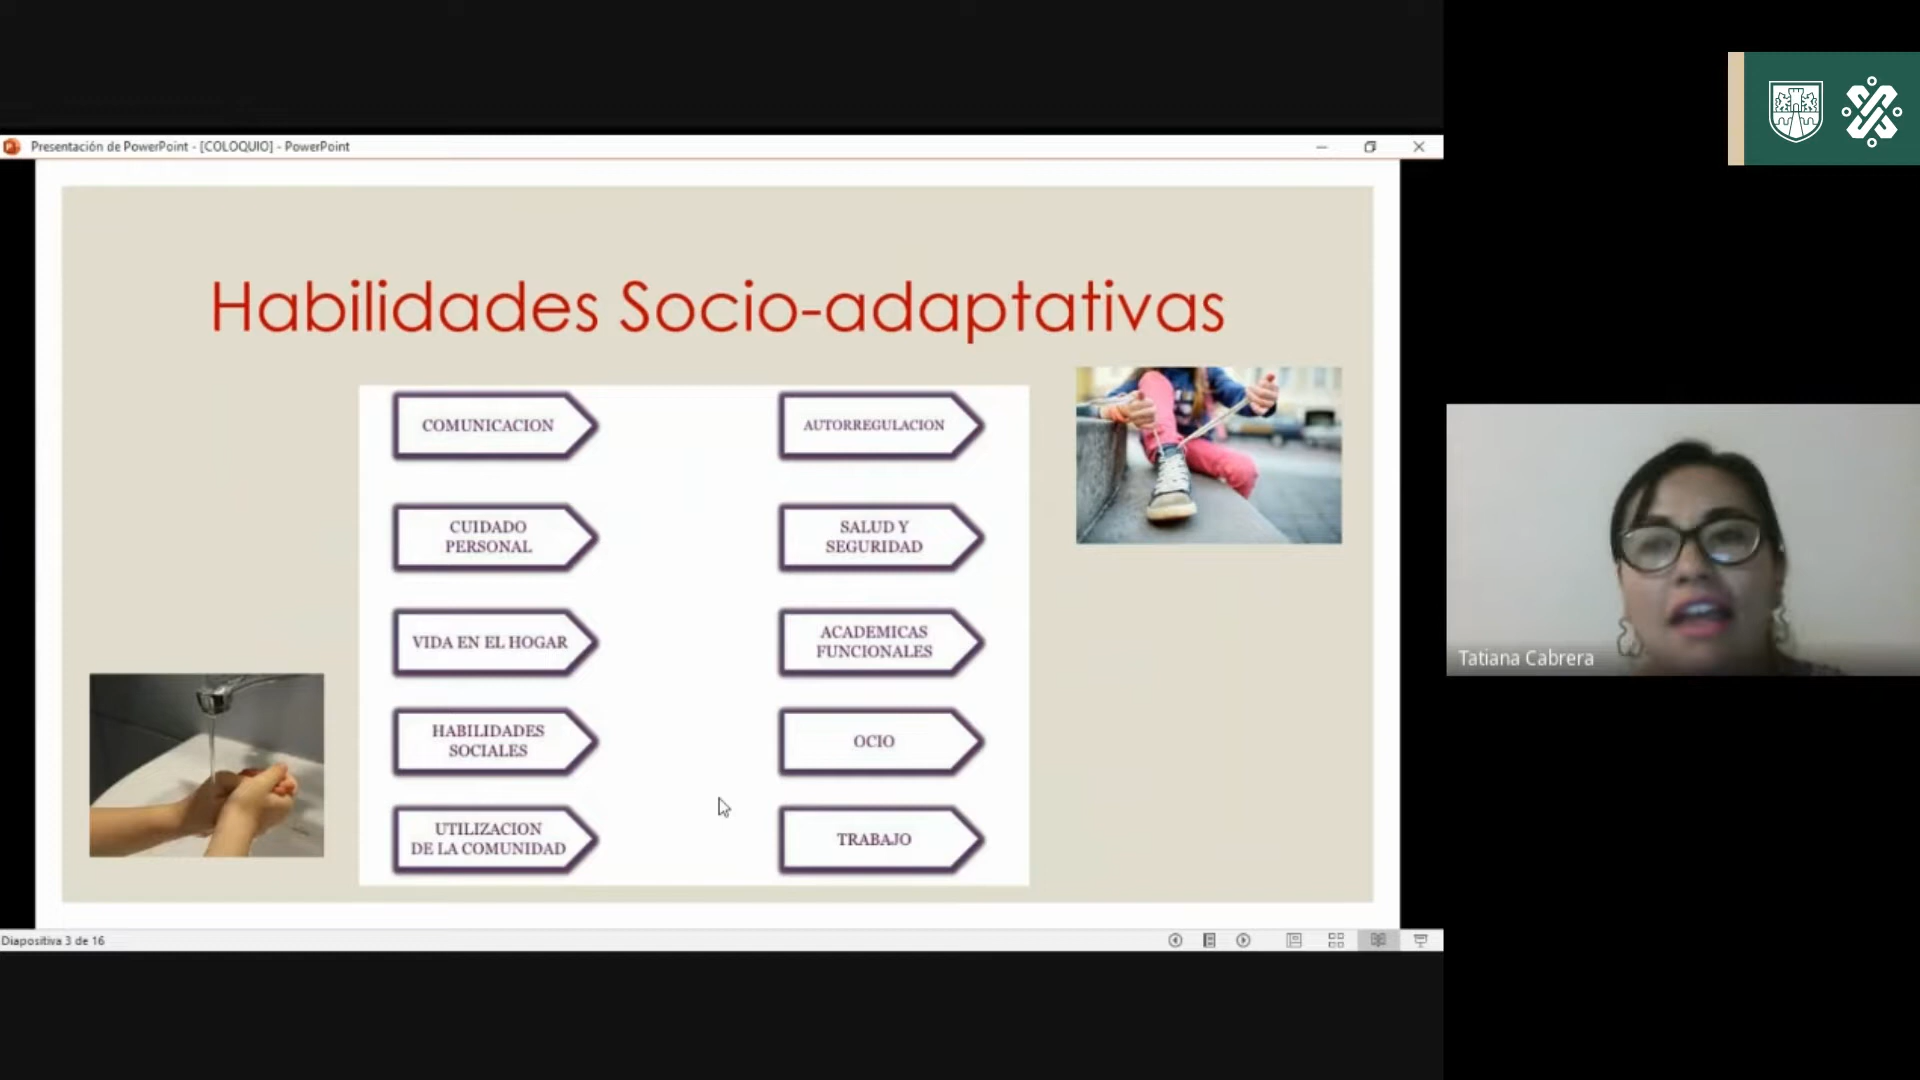 Presentación de PowerPoint - [COLOQUIO] - PowerPoint
Habilidades Socio-adaptativas
COMUNICACION
CUIDADO
PERSONAL
VIDA EN EL HOGAR
HABILIDADES
SOCIALES
UTILIZACION
DE LA COMUNIDAD
AUTORREGULACION
SALUD Y
SEGURIDAD
ACADEMICAS
FUNCIONALES
OCIO
TRABAJO
Tatiana Cabrera
Diapositiva 3 de 16